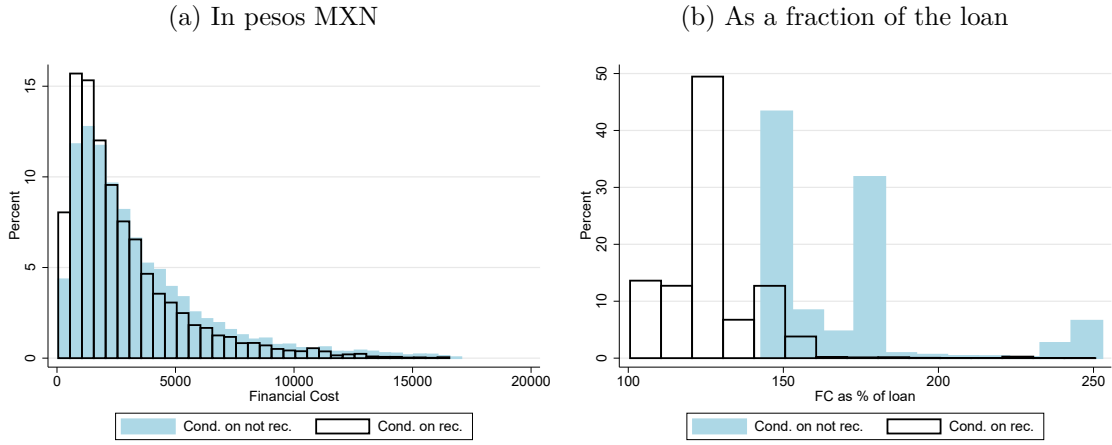 (a) In pesos MXN
Percent
15
10
5
0
0 5000 10000 15000 20000
Financial Cost
Cond. on not rec. Cond. on rec.
(b) As a fraction of the loan
Percent
50
40
30
20
10
0
100 150 200 250
FC as % of loan
Cond. on not rec. Cond. on rec.